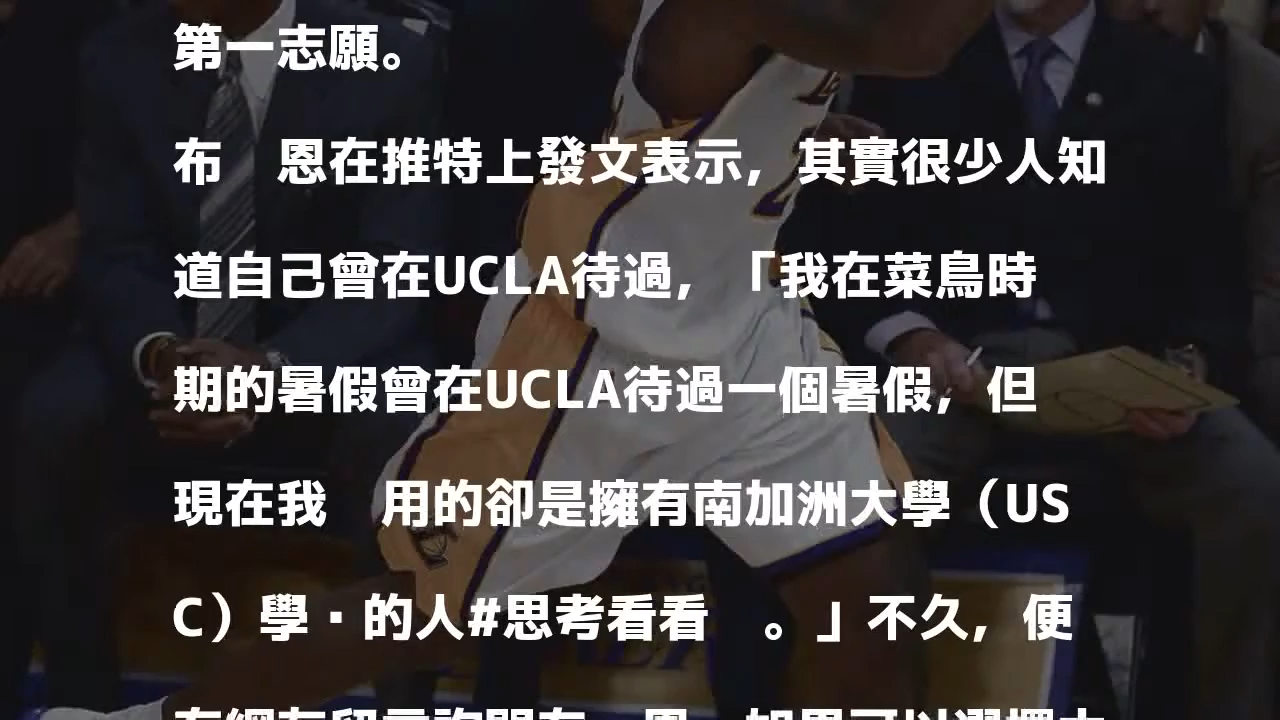 第一志願。
布　恩在推特上發文表示，其實很少人知
道自己曾在UCLA待過，「我在菜鳥時
期的暑假曾在UCLA待過一個暑假，但
現在我　用的卻是擁有南加洲大學（US
C）學·的人#思考看看　。」不久，便